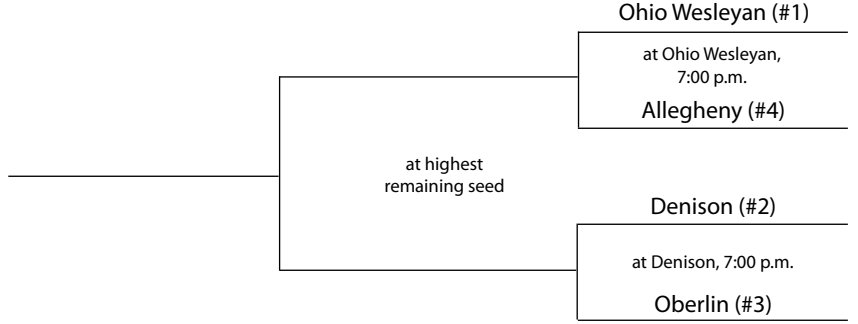 Ohio Wesleyan (#1)
at Ohio Wesleyan,
7:00 p.m.
Allegheny (#4)
at highest
remaining seed
Denison (#2)
at Denison, 7:00 p.m.
Oberlin (#3)